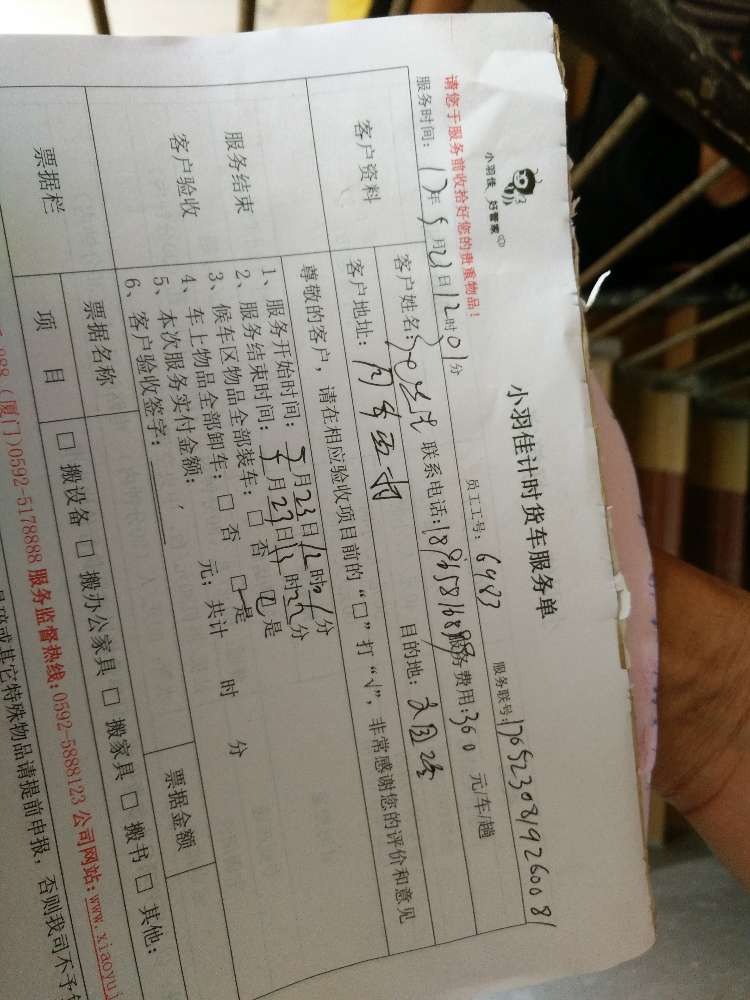 小羽佳 好管家
小羽佳计时货车服务单
请您于服务前收拾好您的贵重物品!
员工工号: 6983
服务联号:
服务时间: 17年5月23日12时01分
服务费用:360 元/车/趟
客户资料
客户姓名:
联系电话:
目的地:
客户地址:
尊敬的客户,请在相应验收项目前的“□”打“√”,非常感谢您的评价和意见
服务结束
客户验收
1、服务开始时间: 5月23日12时01分
2、服务结束时间: 5月23日 时 分
3、候车区物品全部装车: □ 否 □是
4、车上物品全部卸车: □ 否 □是
5、本次服务实付金额: 元; 共计 时 分
6、客户验收签字:
票据栏
票据名称
票据金额
项 目
□ 搬设备 □ 搬办公家具 □ 搬家具 □ 搬书 □ 其他:
(厦门)0592-5178888 服务监督热线:0592-5888123 公司网站:www.xiaoyuj
或其它特殊物品请提前申报,否则我司不予